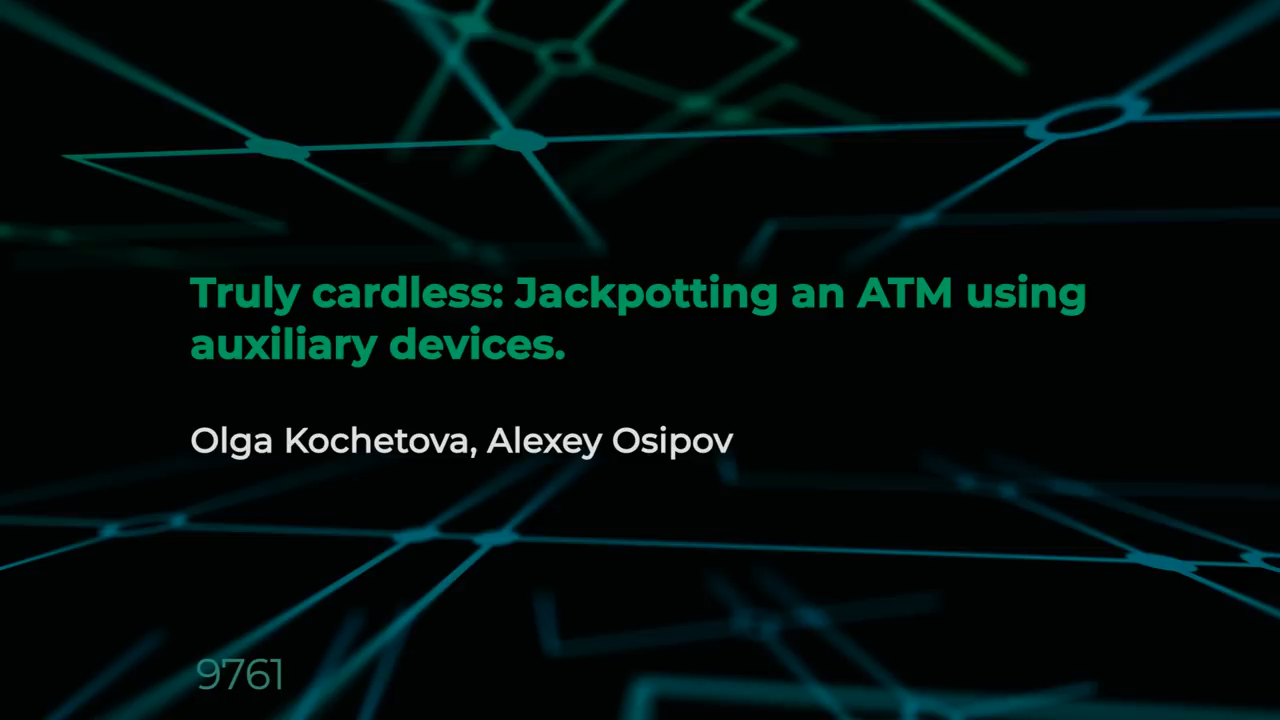 Truly cardless: Jackpotting an ATM using
auxiliary devices.
Olga Kochetova, Alexey Osipov
9761